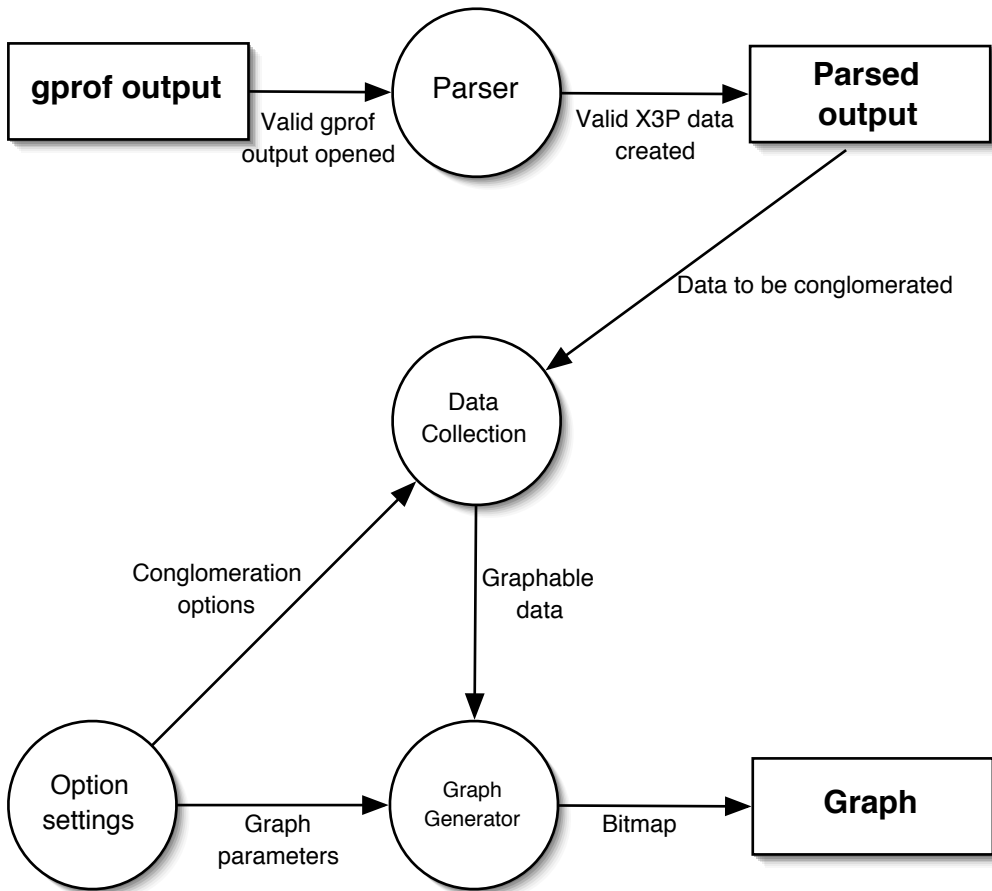 gprof output
Valid gprof
output opened
Parser
Valid X3P data
created
Parsed
output
Data to be conglomerated
Data
Collection
Conglomeration
options
Graphable
data
Option
settings
Graph
parameters
Graph
Generator
Bitmap
Graph